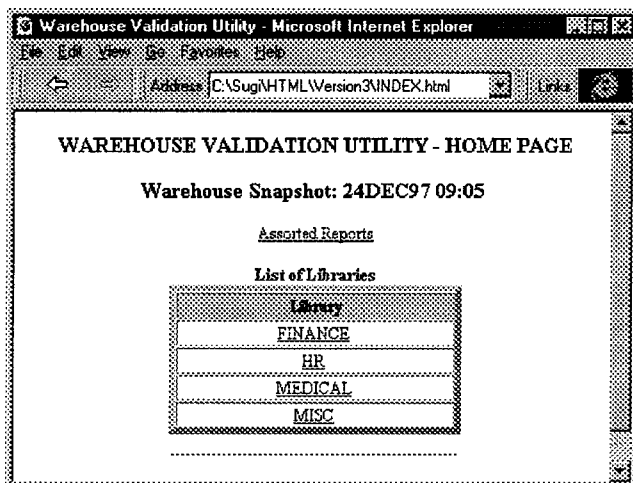 Warehouse Validation Utility - Microsoft Internet Explorer
File Edit View Go Favorites Help
Address C:\Sugi\HTML\Version3\INDEX.html Links
WAREHOUSE VALIDATION UTILITY - HOME PAGE
Warehouse Snapshot: 24DEC97 09:05
Assorted Reports
List of Libraries
Library
FINANCE
HR
MEDICAL
MISC